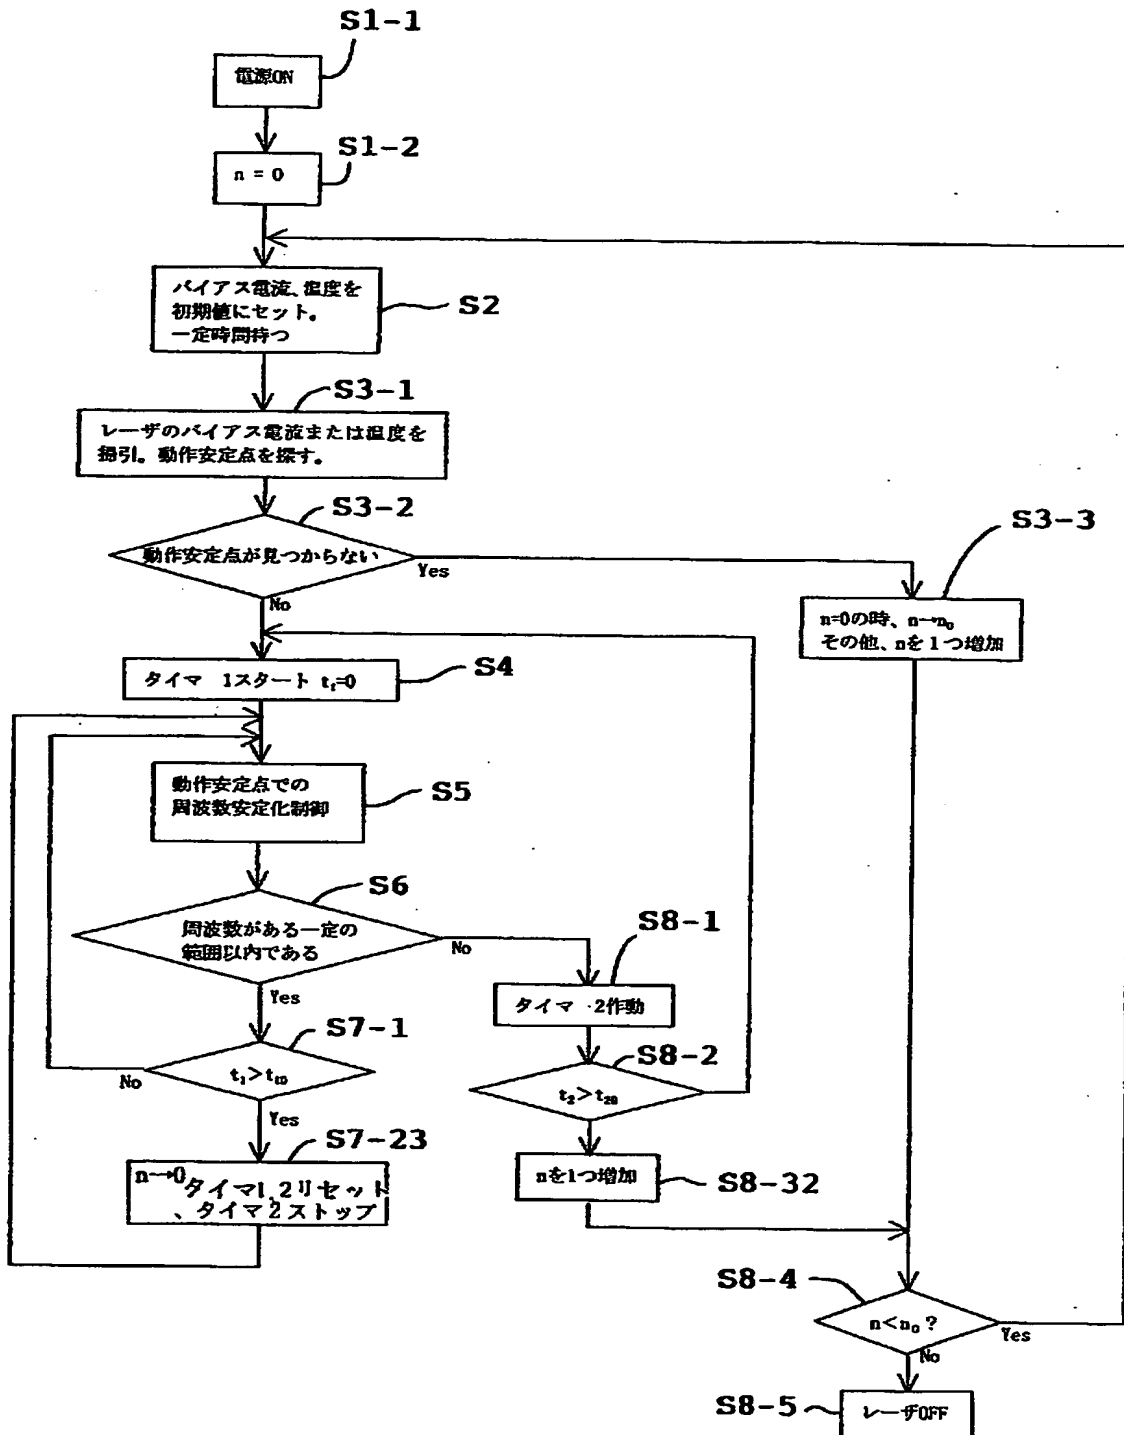 S1-1
電源ON
S1-2
n = 0
バイアス電流、温度を
初期値にセット。
一定時間待つ
S2
S3-1
レーザのバイアス電流または温度を
掃引。動作安定点を探す。
S3-2
動作安定点が見つからない
Yes
No
S3-3
n=0の時、n→n₀
その他、nを1つ増加
タイマ 1スタート t₁=0
S4
動作安定点での
周波数安定化制御
S5
S6
周波数がある一定の
範囲以内である
No
Yes
S8-1
タイマ ・2作動
S7-1
t₁>t₁₀
No
Yes
S8-2
t₂>t₂₀
S7-23
n→0
タイマ1,2リセット
、タイマ2ストップ
nを1つ増加
S8-32
S8-4
n<n₀?
Yes
No
S8-5
レーザOFF